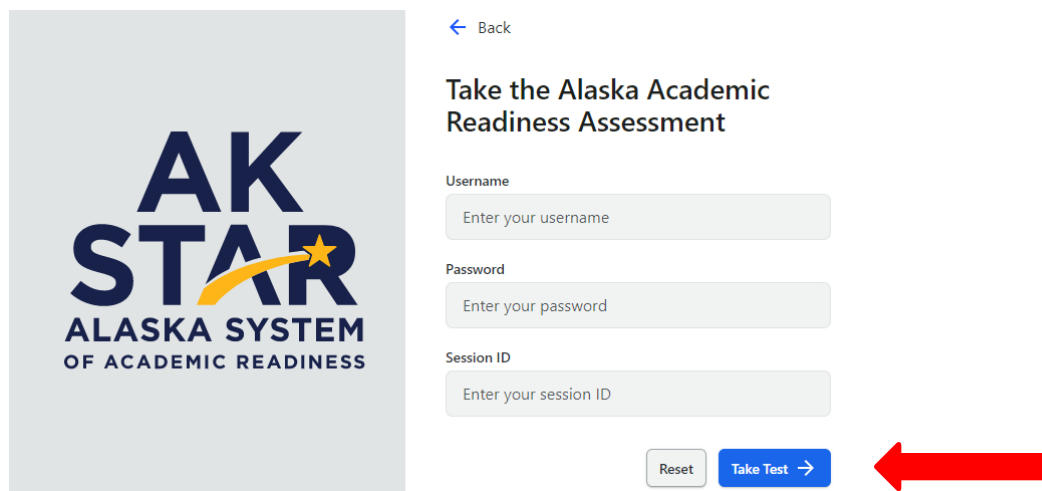 AK
STAR
ALASKA SYSTEM
OF ACADEMIC READINESS
Back
Take the Alaska Academic
Readiness Assessment
Username
Enter your username
Password
Enter your password
Session ID
Enter your session ID
Reset
Take Test